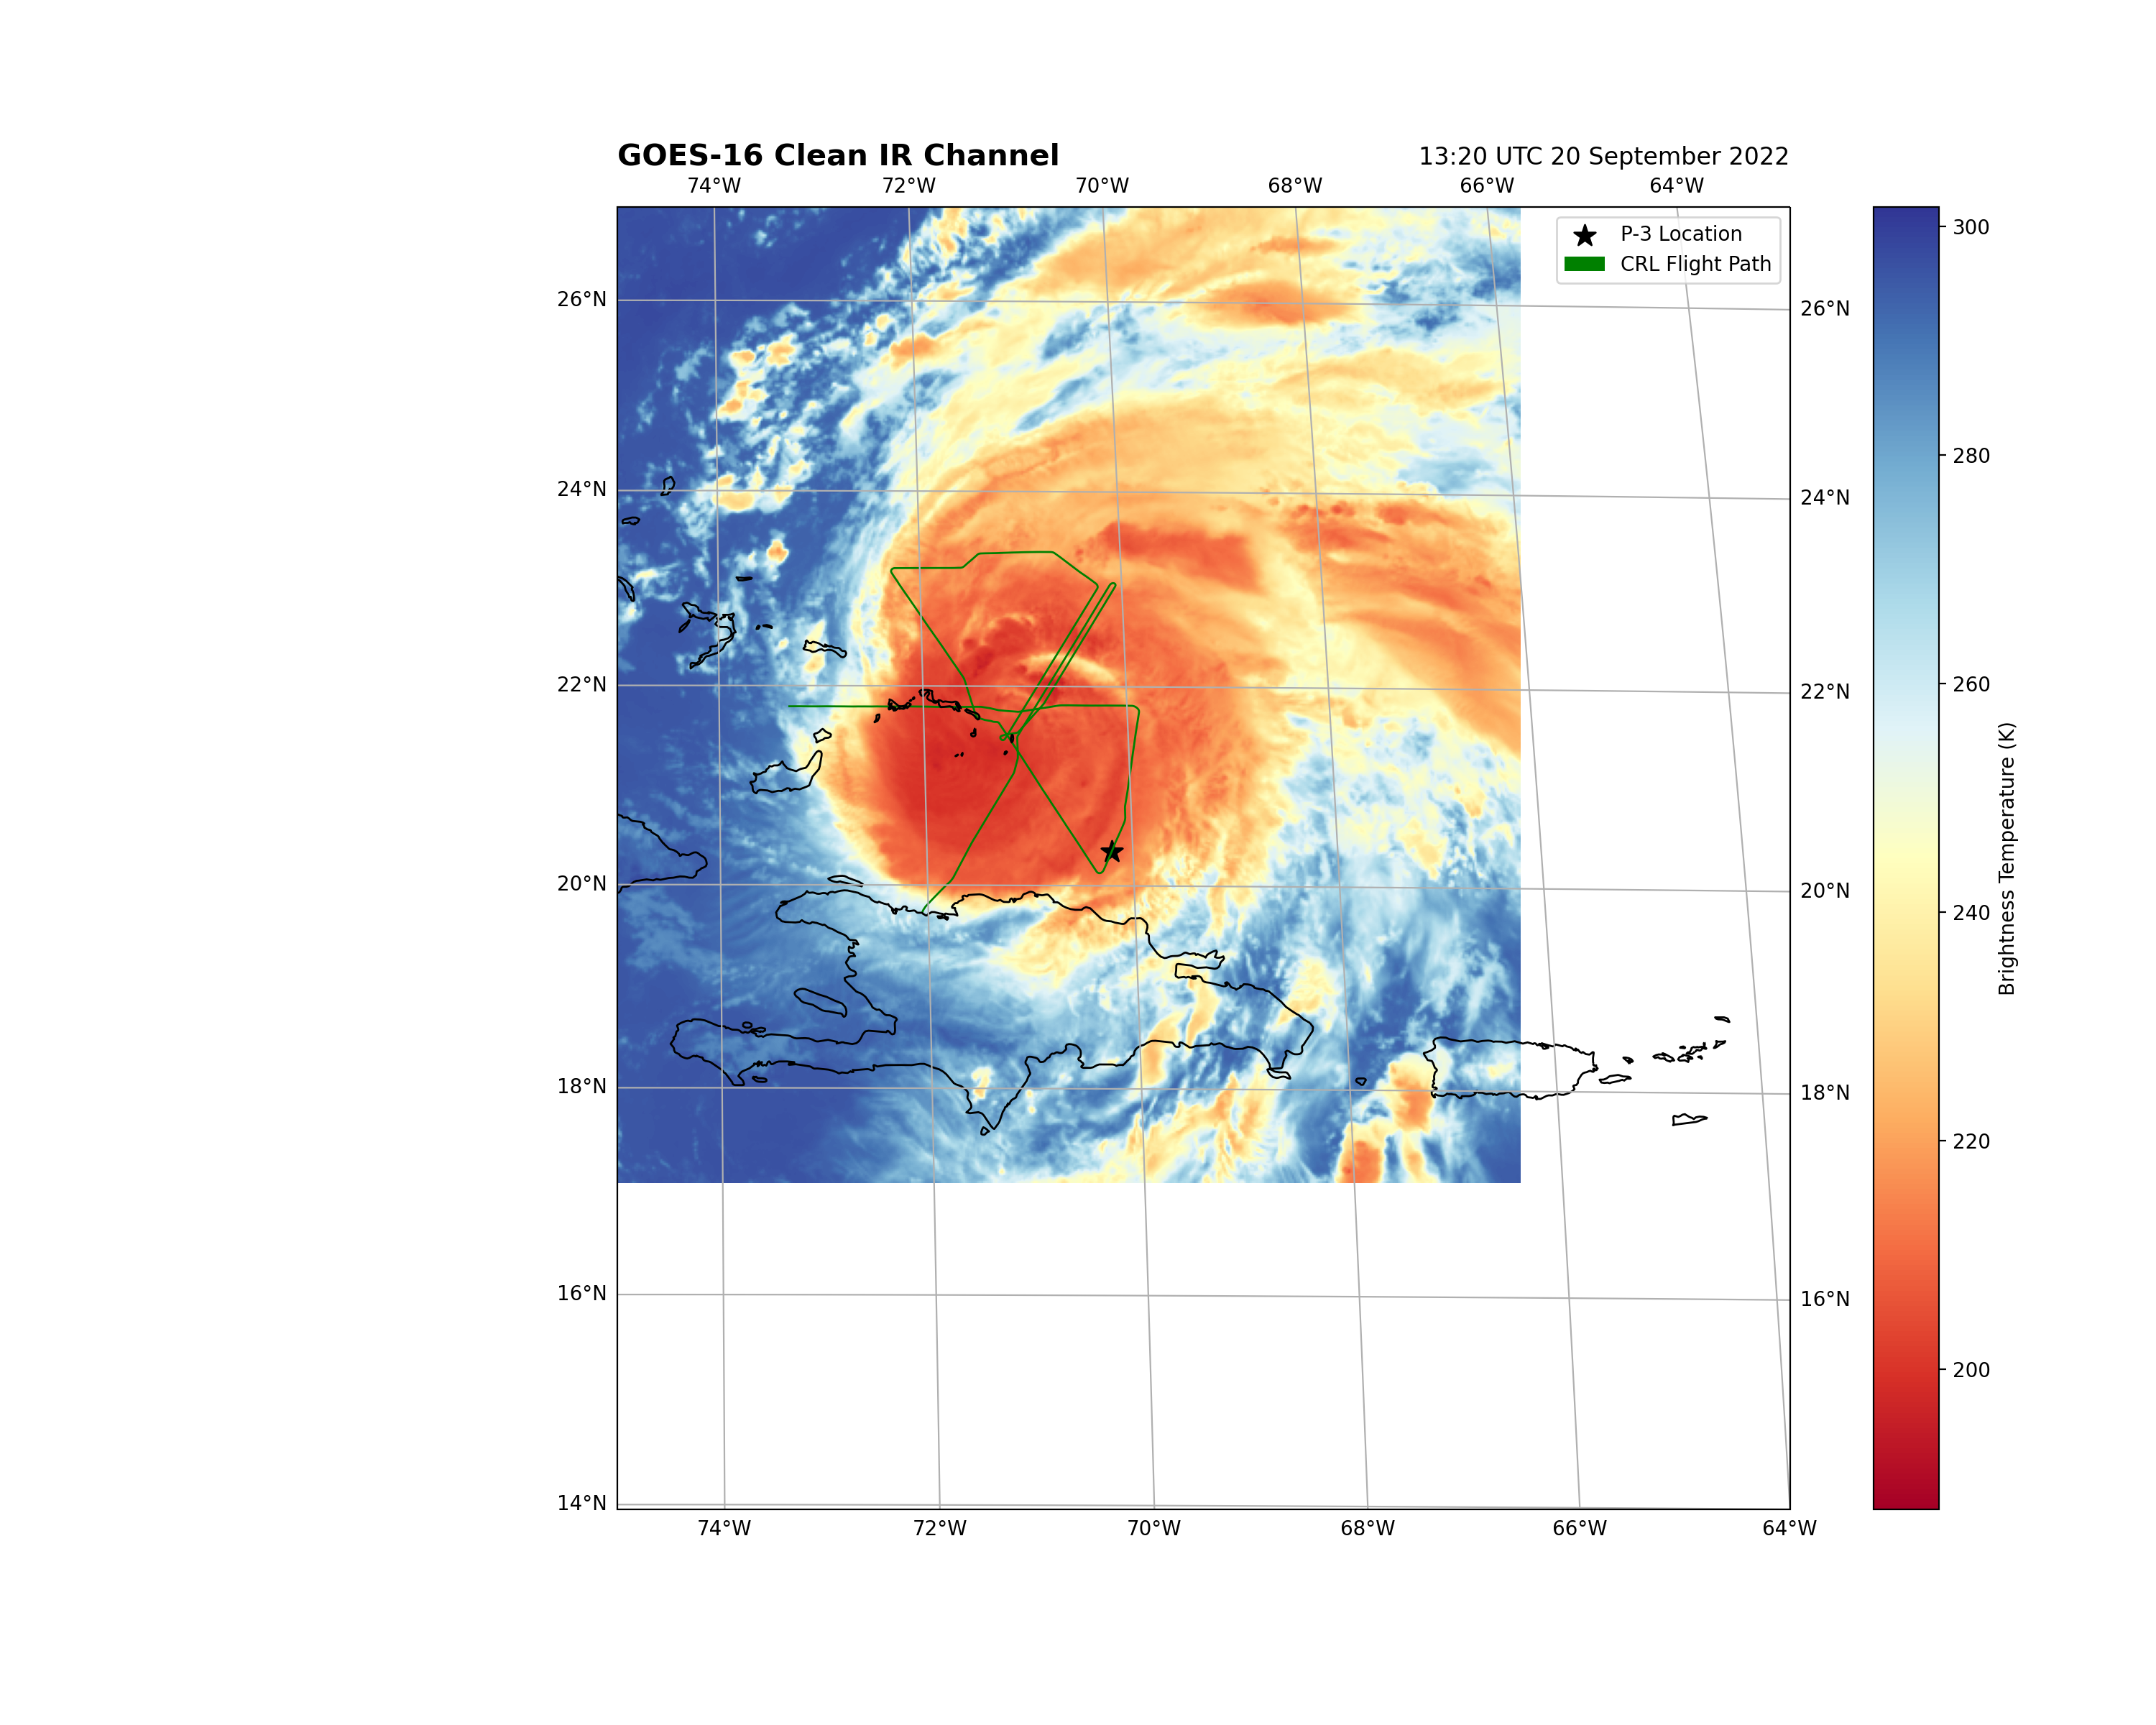 GOES-16 Clean IR Channel
13:20 UTC 20 September 2022
74°W 72°W 70°W 68°W 66°W 64°W
P-3 Location
CRL Flight Path
26°N 26°N
24°N 24°N
22°N 22°N
20°N 20°N
18°N 18°N
16°N 16°N
14°N
74°W 72°W 70°W 68°W 66°W 64°W
300
280
260
240
220
200
Brightness Temperature (K)